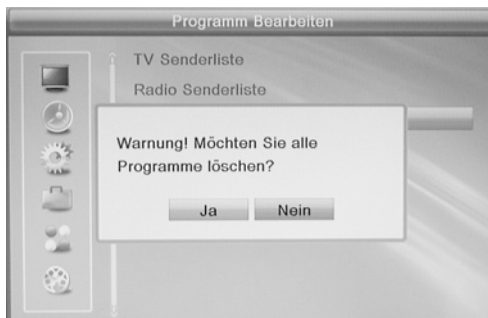 Programm Bearbeiten
TV Senderliste
Radio Senderliste
Warnung! Möchten Sie alle
Programme löschen?
Ja
Nein